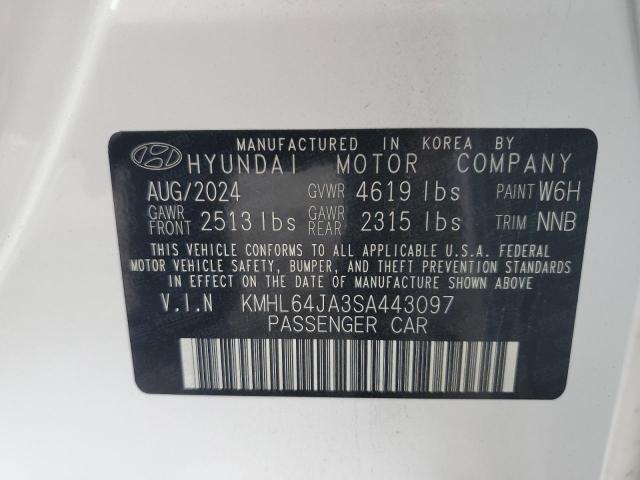 MANUFACTURED IN KOREA BY
HYUNDAI MOTOR COMPANY
AUG/2024 GVWR 4619 lbs PAINT W6H
GAWR FRONT 2513 lbs GAWR REAR 2315 lbs TRIM NNB
THIS VEHICLE CONFORMS TO ALL APPLICABLE U.S.A. FEDERAL
MOTOR VEHICLE SAFETY, BUMPER, AND THEFT PREVENTION STANDARDS
IN EFFECT ON THE DATE OF MANUFACTURE SHOWN ABOVE
V.I.N KMHL64JA3SA443097
PASSENGER CAR